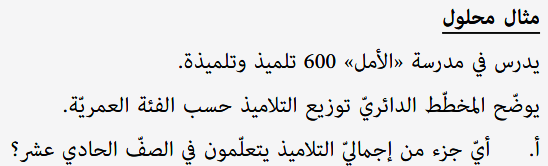 مثال محلول
يدرس في مدرسة «الأمل» 600 تلميذ وتلميذة.
يوضّح المخطّط الدائريّ توزيع التلاميذ حسب الفئة العمريّة.
أ. أيّ جزء من إجماليّ التلاميذ يتعلّمون في الصفّ الحادي عشر؟